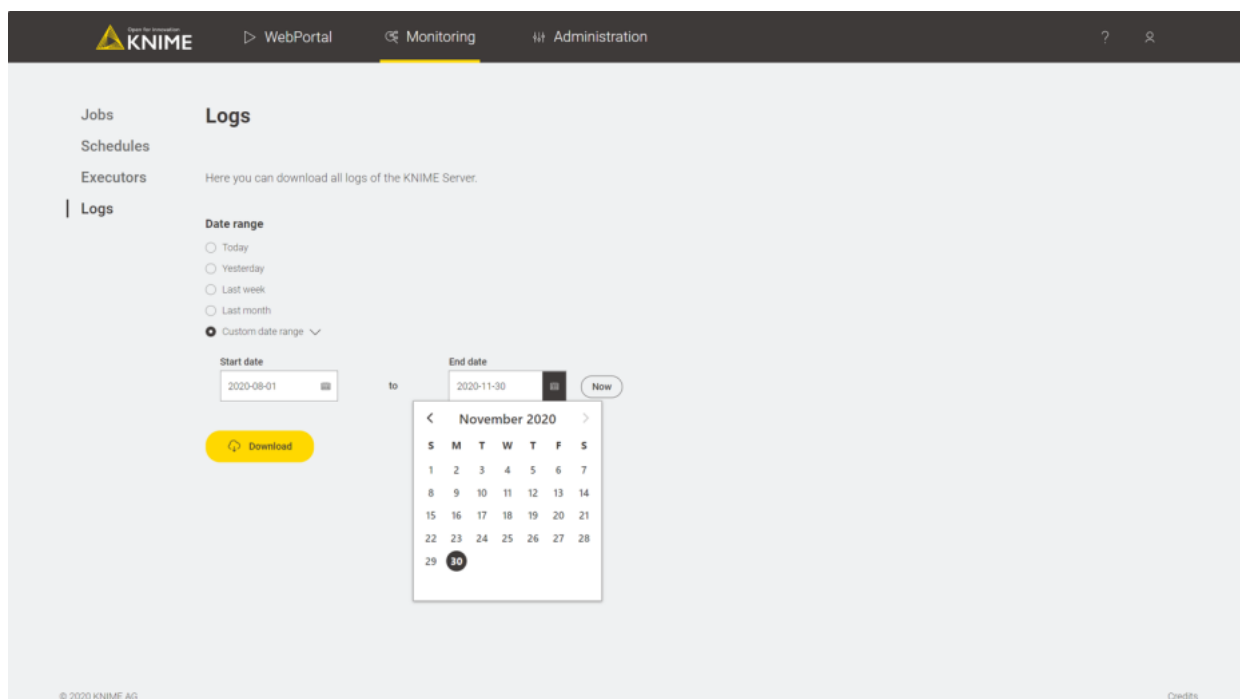 Open for Innovation
KNIME
WebPortal
Monitoring
Administration
?
Jobs
Schedules
Executors
Logs
Logs
Here you can download all logs of the KNIME Server.
Date range
Today
Yesterday
Last week
Last month
Custom date range
Start date
2020-08-01
to
End date
2020-11-30
Now
Download
November 2020
S M T W T F S
1 2 3 4 5 6 7
8 9 10 11 12 13 14
15 16 17 18 19 20 21
22 23 24 25 26 27 28
29 30
© 2020 KNIME AG
Credits